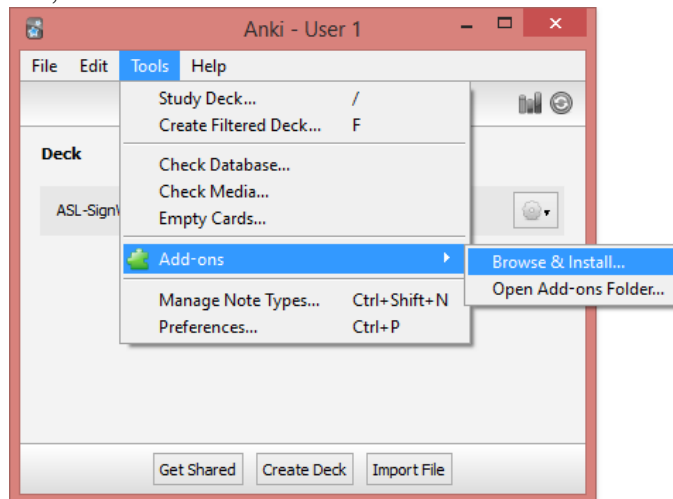 Anki - User 1
File Edit Tools Help
Study Deck... /
Create Filtered Deck... F
Deck
Check Database...
Check Media...
ASL-Sign
Empty Cards...
Add-ons
Browse & Install...
Open Add-ons Folder...
Manage Note Types... Ctrl+Shift+N
Preferences... Ctrl+P
Get Shared Create Deck Import File